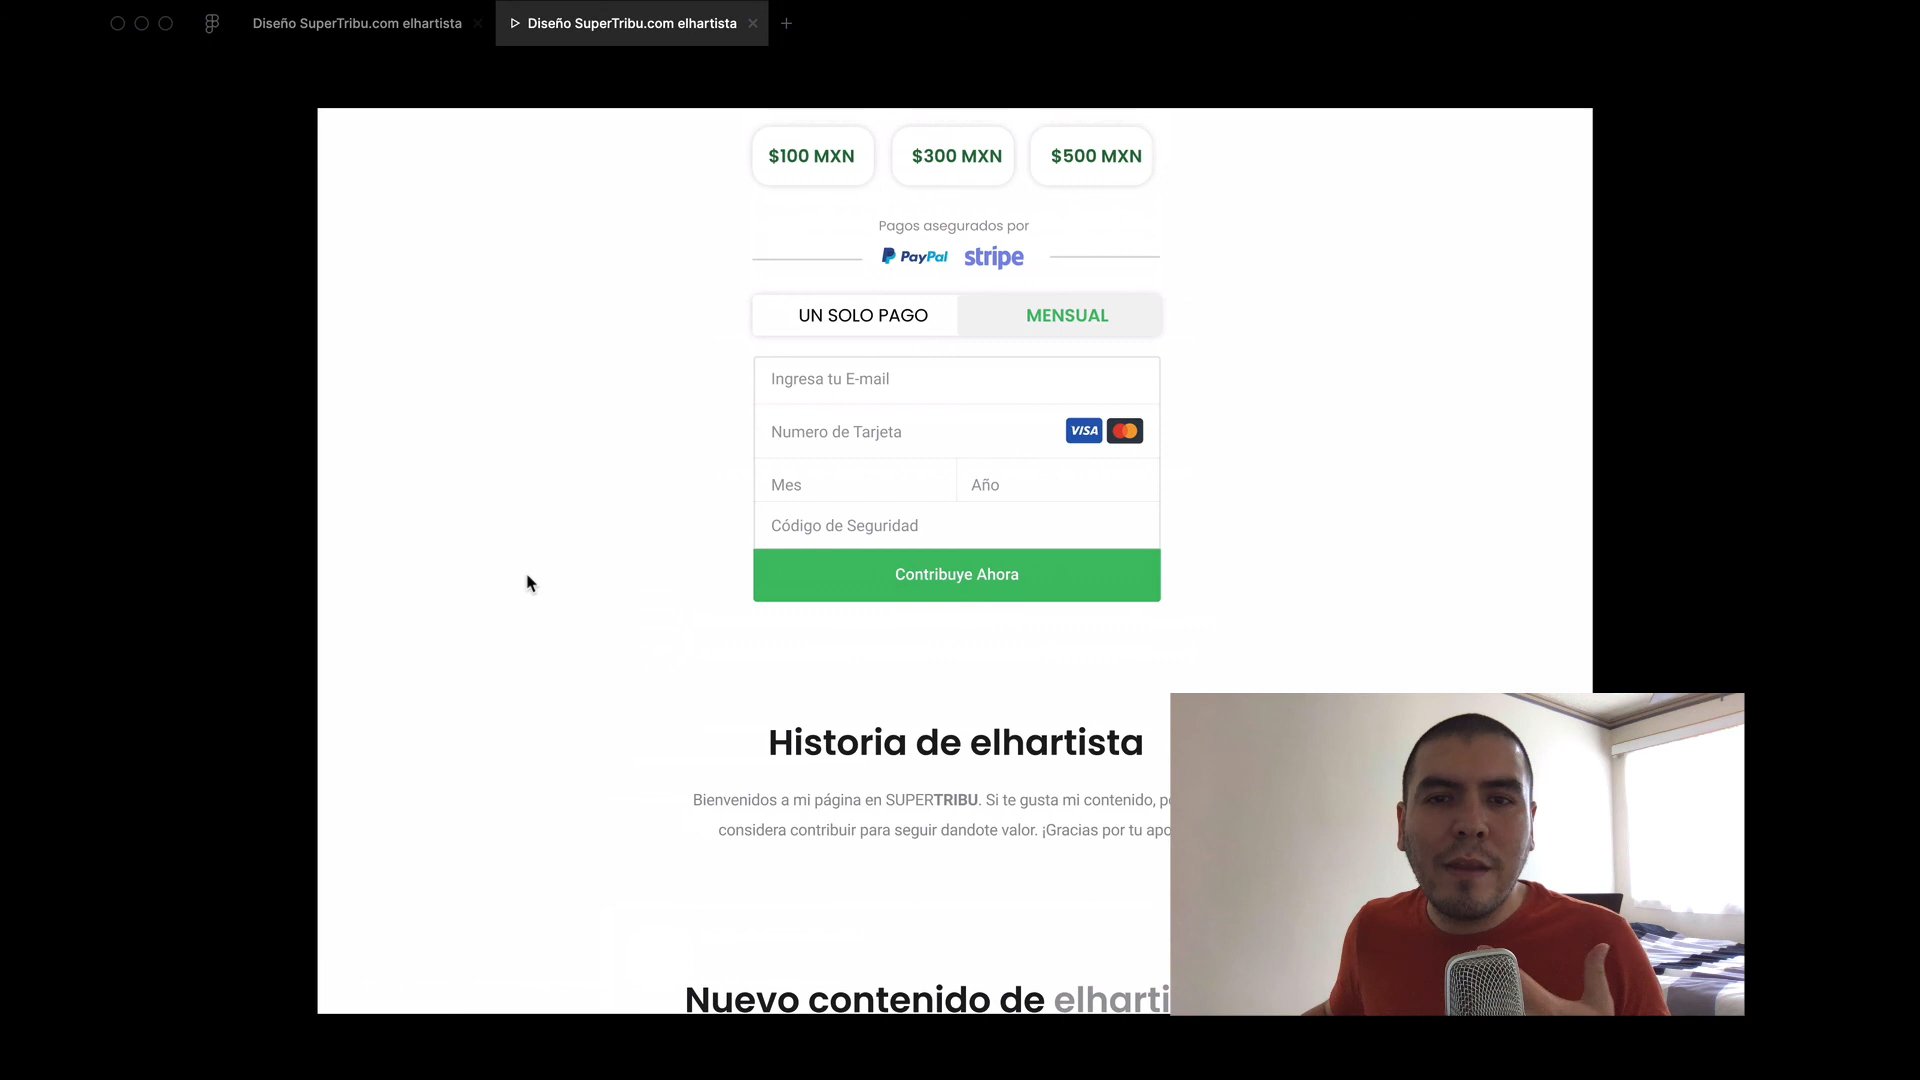 Diseño SuperTribu.com elhartista
Diseño SuperTribu.com elhartista
$100 MXN
$300 MXN
$500 MXN
Pagos asegurados por
PayPal stripe
UN SOLO PAGO
MENSUAL
Ingresa tu E-mail
Numero de Tarjeta
VISA
Mes
Año
Código de Seguridad
Contribuye Ahora
Historia de elhartista
Bienvenidos a mi página en SUPERTRIBU. Si te gusta mi contenido,
considera contribuir para seguir dandote valor. ¡Gracias por tu apo
Nuevo contenido de elharti